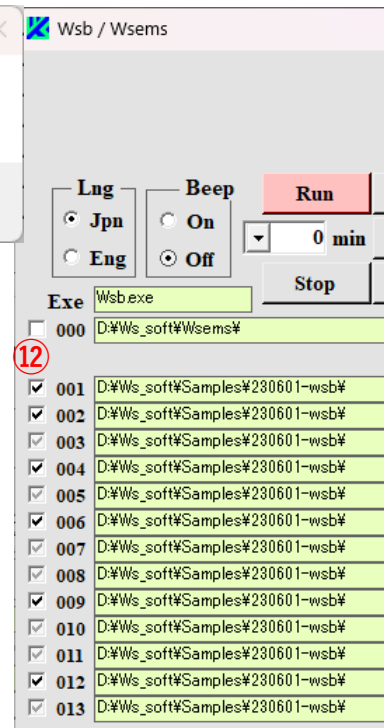 Wsb / Wsems
Lng Beep Run
Jpn On
0 min
Eng Off
Stop
Exe Wsb.exe
000 D:¥Ws_soft¥Wsems¥
⑫
001 D:¥Ws_soft¥Samples¥230601-wsb¥
002 D:¥Ws_soft¥Samples¥230601-wsb¥
003 D:¥Ws_soft¥Samples¥230601-wsb¥
004 D:¥Ws_soft¥Samples¥230601-wsb¥
005 D:¥Ws_soft¥Samples¥230601-wsb¥
006 D:¥Ws_soft¥Samples¥230601-wsb¥
007 D:¥Ws_soft¥Samples¥230601-wsb¥
008 D:¥Ws_soft¥Samples¥230601-wsb¥
009 D:¥Ws_soft¥Samples¥230601-wsb¥
010 D:¥Ws_soft¥Samples¥230601-wsb¥
011 D:¥Ws_soft¥Samples¥230601-wsb¥
012 D:¥Ws_soft¥Samples¥230601-wsb¥
013 D:¥Ws_soft¥Samples¥230601-wsb¥